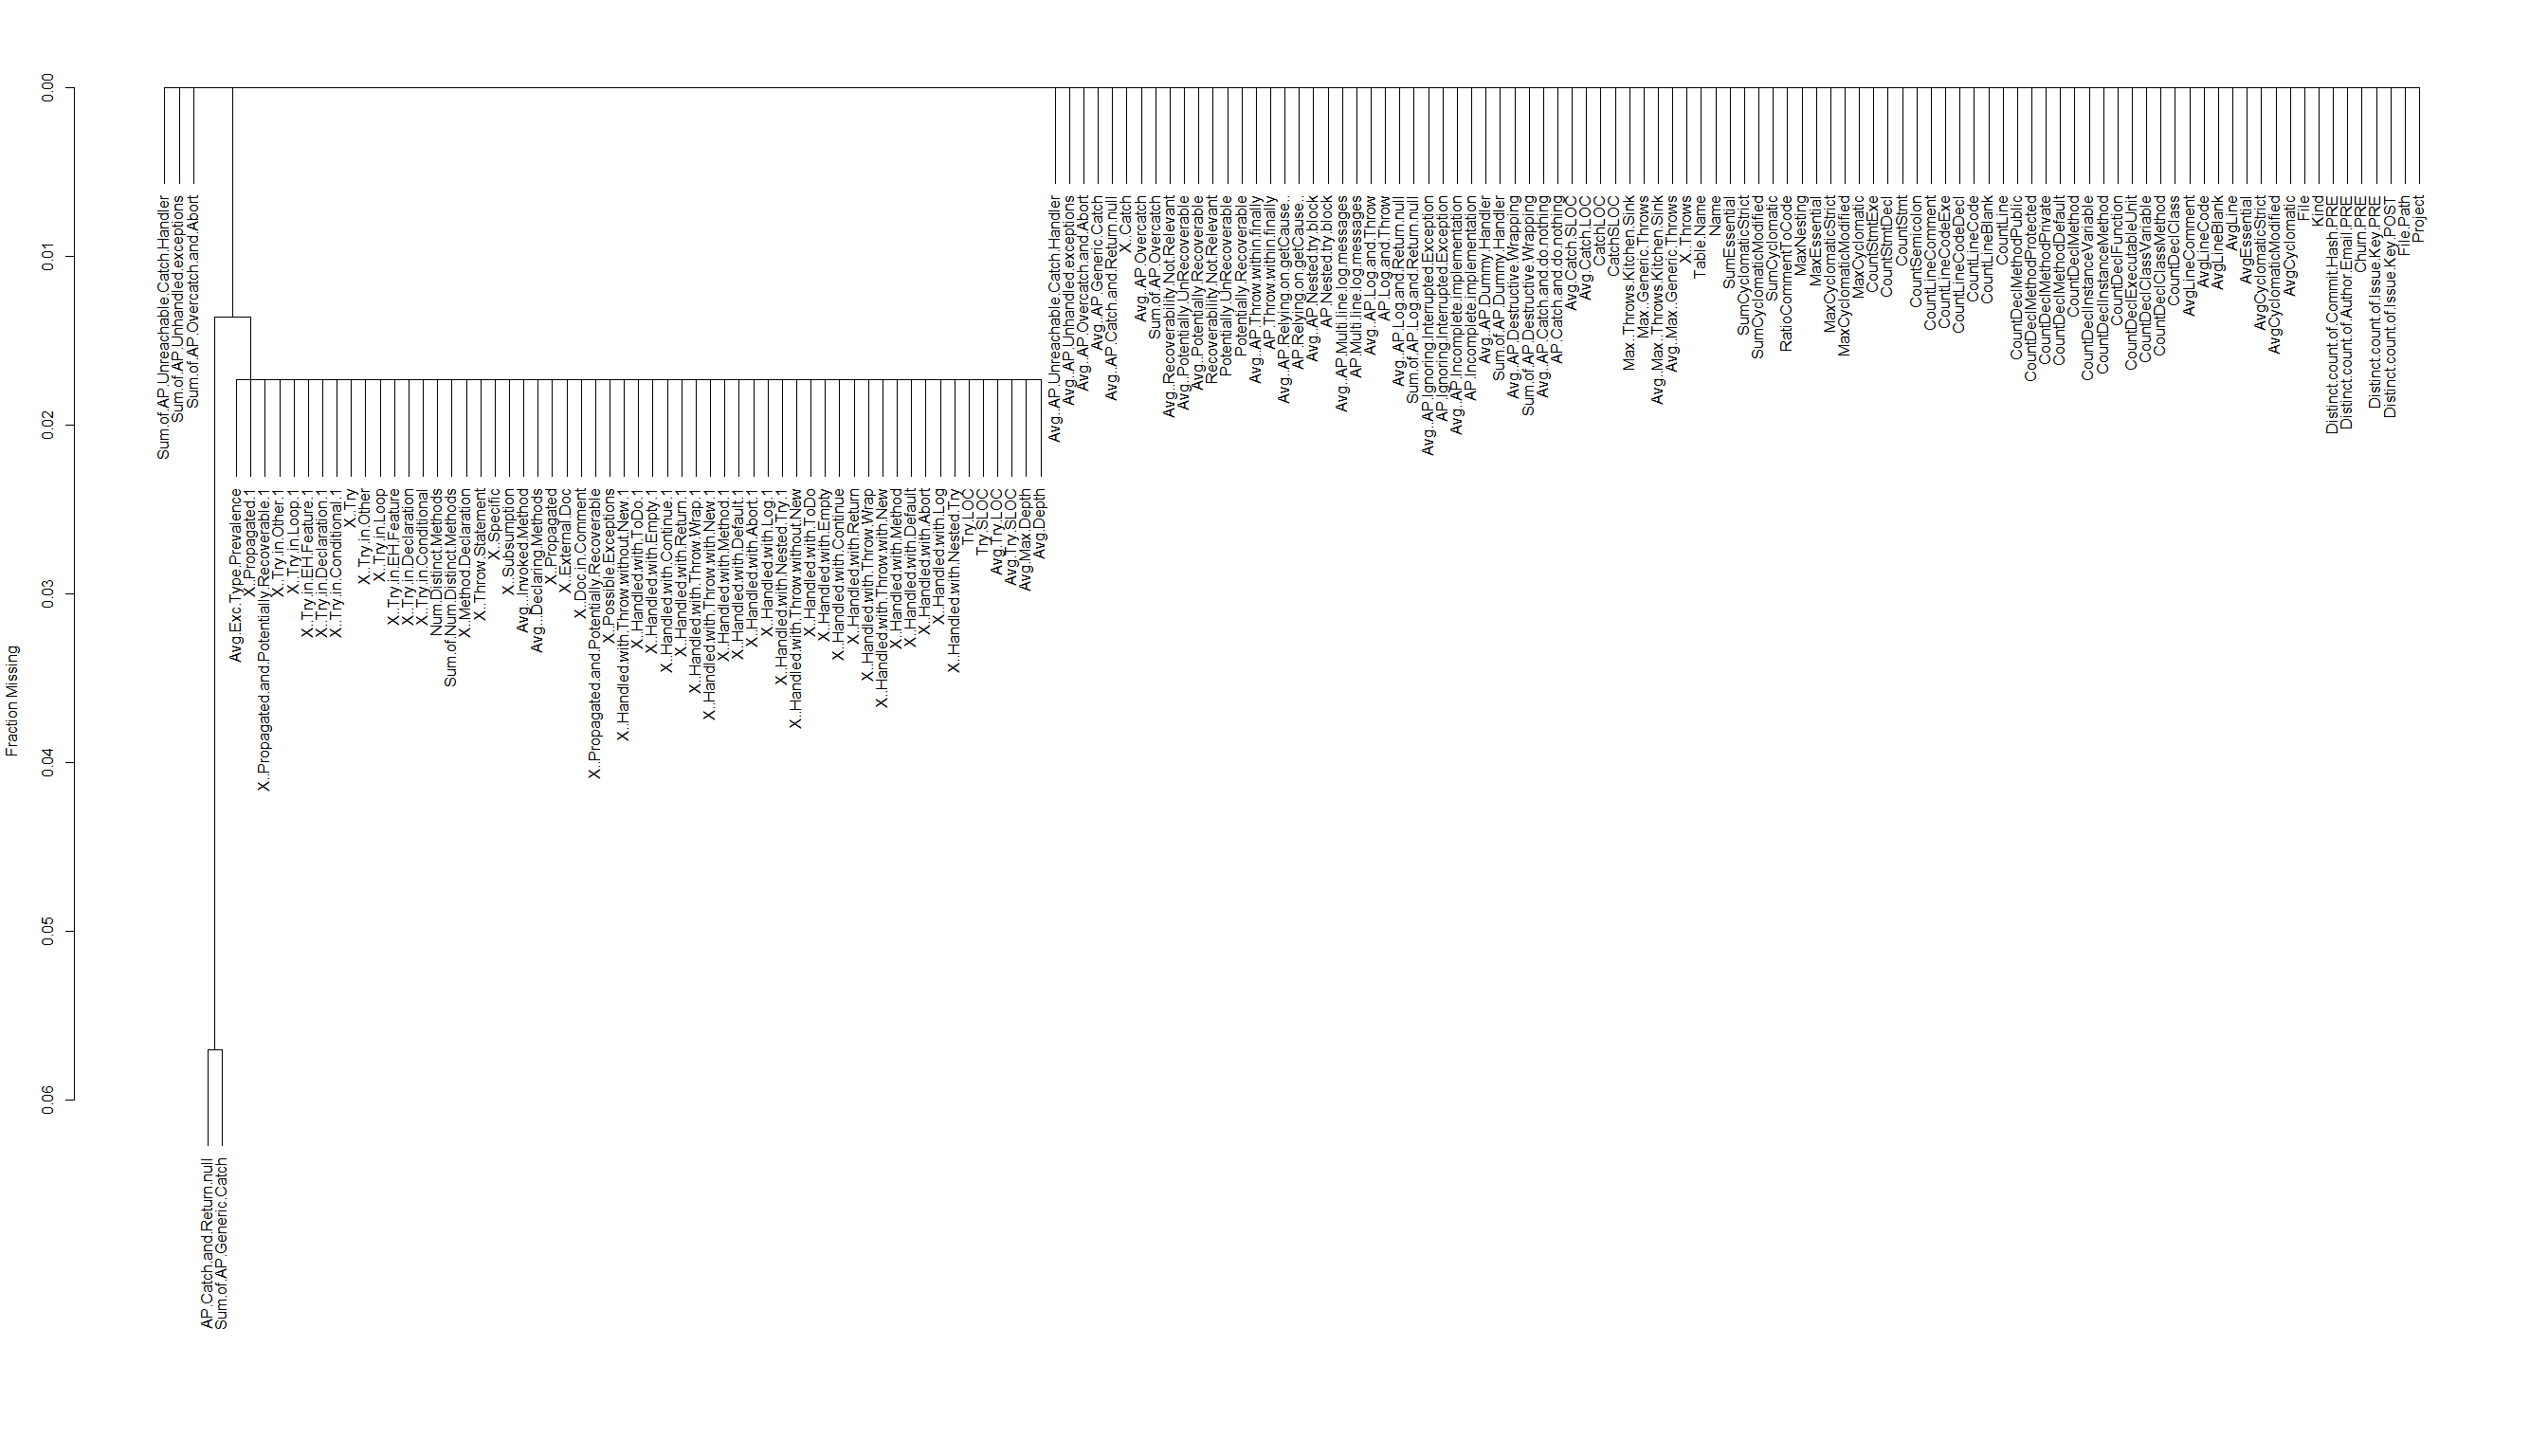 Fraction Missing
0.00
0.01
0.02
0.03
0.04
0.05
0.06
Sum.of.AP.Unreachable.Catch.Handler
Sum.of.AP.Unhandled.exceptions
Sum.of.AP.Overcatch.and.Abort
AP.Catch.and.Return.null
Sum.of.AP.Generic.Catch
Avg.Exc.Type.Prevalence
X..Propagated.1
X..Propagated.and.Potentially.Recoverable.1
X..Try.in.Other.1
X..Try.in.Loop.1
X..Try.in.EH.Feature.1
X..Try.in.Declaration.1
X..Try.in.Conditional.1
X..Try
X..Try.in.Other
X..Try.in.Loop
X..Try.in.EH.Feature
X..Try.in.Declaration
X..Try.in.Conditional
Num.Distinct.Methods
Sum.of.Num.Distinct.Methods
X..Method.Declaration
X..Throw.Statement
X..Specific
X..Subsumption
Avg...Invoked.Method
Avg...Declaring.Methods
X..Propagated
X..External.Doc
X..Doc.in.Comment
X..Propagated.and.Potentially.Recoverable
X..Possible.Exceptions
X..Handled.with.Throw.without.New.1
X..Handled.with.ToDo.1
X..Handled.with.Empty.1
X..Handled.with.Continue.1
X..Handled.with.Return.1
X..Handled.with.Throw.Wrap.1
X..Handled.with.Throw.with.New.1
X..Handled.with.Method.1
X..Handled.with.Default.1
X..Handled.with.Abort.1
X..Handled.with.Log.1
X..Handled.with.Nested.Try.1
X..Handled.with.Throw.without.New
X..Handled.with.ToDo
X..Handled.with.Empty
X..Handled.with.Continue
X..Handled.with.Return
X..Handled.with.Throw.Wrap
X..Handled.with.Throw.with.New
X..Handled.with.Method
X..Handled.with.Default
X..Handled.with.Abort
X..Handled.with.Log
X..Handled.with.Nested.Try
Try.LOC
Try.SLOC
Avg.Try.LOC
Avg.Try.SLOC
Avg.Max.Depth
Avg.Depth
Avg..AP.Unreachable.Catch.Handler
Avg..AP.Unhandled.exceptions
Avg..AP.Overcatch.and.Abort
Avg..AP.Generic.Catch
Avg..AP.Catch.and.Return.null
X..Catch
Avg..AP.Overcatch
Sum.of.AP.Overcatch
Avg..Recoverability.Not.Relevant
Avg..Potentially.UnRecoverable
Avg..Potentially.Recoverable
Recoverability.Not.Relevant
Potentially.UnRecoverable
Potentially.Recoverable
Avg..AP.Throw.within.finally
AP.Throw.within.finally
Avg..AP.Relying.on.getCause..
AP.Relying.on.getCause..
Avg..AP.Nested.try.block
AP.Nested.try.block
Avg..AP.Multi.line.log.messages
AP.Multi.line.log.messages
Avg..AP.Log.and.Throw
AP.Log.and.Throw
Avg..AP.Log.and.Return.null
Sum.of.AP.Log.and.Return.null
Avg..AP.Ignoring.Interrupted.Exception
AP.Ignoring.Interrupted.Exception
Avg..AP.Incomplete.implementation
AP.Incomplete.implementation
Avg..AP.Dummy.Handler
Sum.of.AP.Dummy.Handler
Avg..AP.Destructive.Wrapping
Sum.of.AP.Destructive.Wrapping
Avg..AP.Catch.and.do.nothing
AP.Catch.and.do.nothing
Avg.Catch.SLOC
Avg.Catch.LOC
CatchLOC
CatchSLOC
Max..Throws.Kitchen.Sink
Max..Generic.Throws
Avg..Max..Throws.Kitchen.Sink
Avg..Max..Generic.Throws
X..Throws
Table.Name
Name
SumEssential
SumCyclomaticStrict
SumCyclomaticModified
SumCyclomatic
RatioCommentToCode
MaxNesting
MaxEssential
MaxCyclomaticStrict
MaxCyclomaticModified
MaxCyclomatic
CountStmtExe
CountStmtDecl
CountStmt
CountSemicolon
CountLineComment
CountLineCodeExe
CountLineCodeDecl
CountLineCode
CountLineBlank
CountLine
CountDeclMethodPublic
CountDeclMethodProtected
CountDeclMethodPrivate
CountDeclMethodDefault
CountDeclMethod
CountDeclInstanceVariable
CountDeclInstanceMethod
CountDeclFunction
CountDeclExecutableUnit
CountDeclClassVariable
CountDeclClassMethod
CountDeclClass
AvgLineComment
AvgLineCode
AvgLineBlank
AvgLine
AvgEssential
AvgCyclomaticStrict
AvgCyclomaticModified
AvgCyclomatic
File
Kind
Distinct.count.of.Commit.Hash.PRE
Distinct.count.of.Author.Email.PRE
Churn.PRE
Distinct.count.of.Issue.Key.PRE
Distinct.count.of.Issue.Key.POST
File.Path
Project